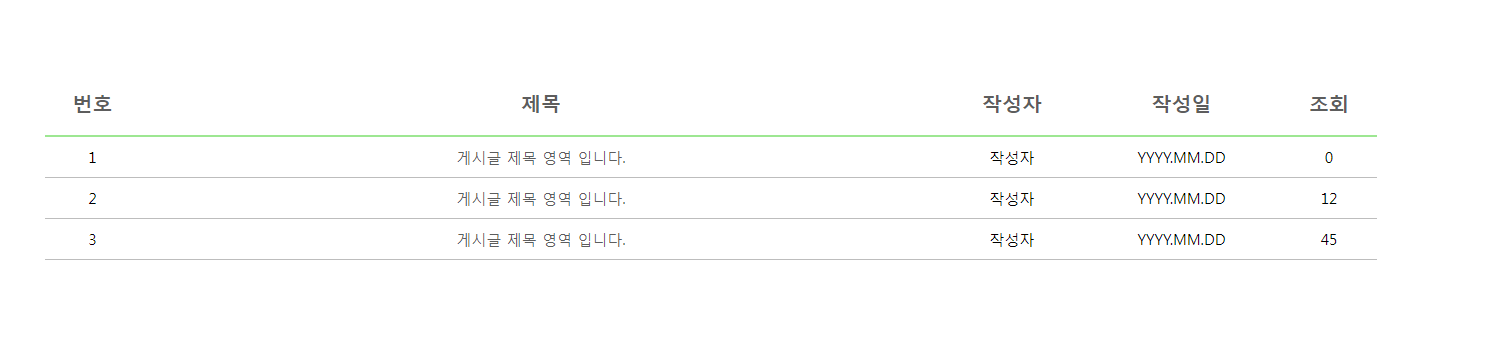 번호 제목 작성자 작성일 조회
1 게시글 제목 영역 입니다. 작성자 YYYY.MM.DD 0
2 게시글 제목 영역 입니다. 작성자 YYYY.MM.DD 12
3 게시글 제목 영역 입니다. 작성자 YYYY.MM.DD 45